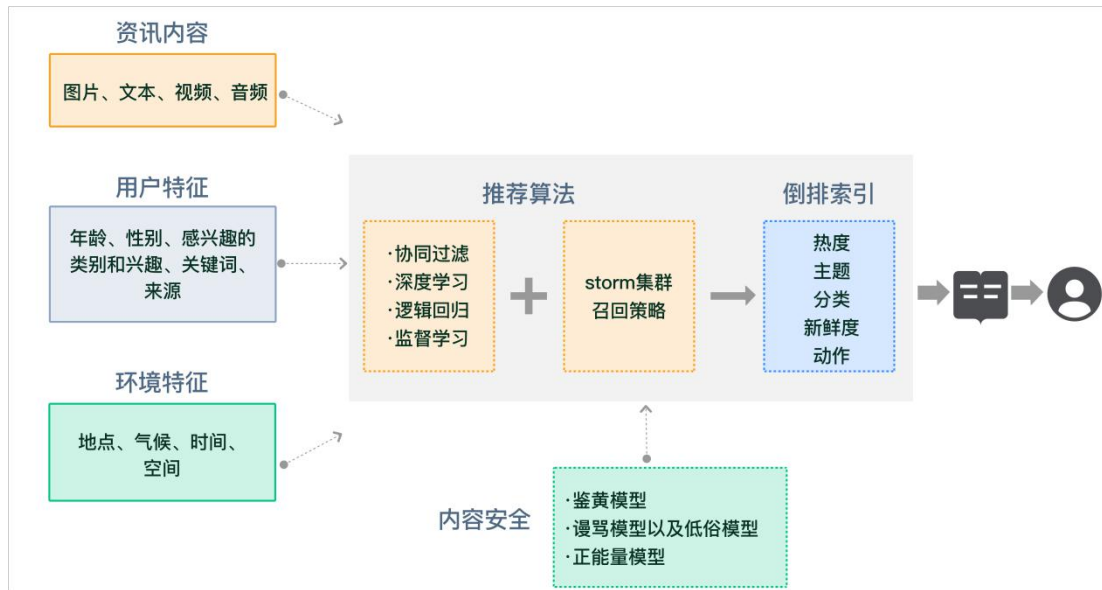 资讯内容
图片、文本、视频、音频
用户特征
年龄、性别、感兴趣的
类别和兴趣、关键词、
来源
环境特征
地点、气候、时间、
空间
推荐算法
·协同过滤
·深度学习
·逻辑回归
·监督学习
storm集群
召回策略
倒排索引
热度
主题
分类
新鲜度
动作
内容安全
·鉴黄模型
·谩骂模型以及低俗模型
·正能量模型